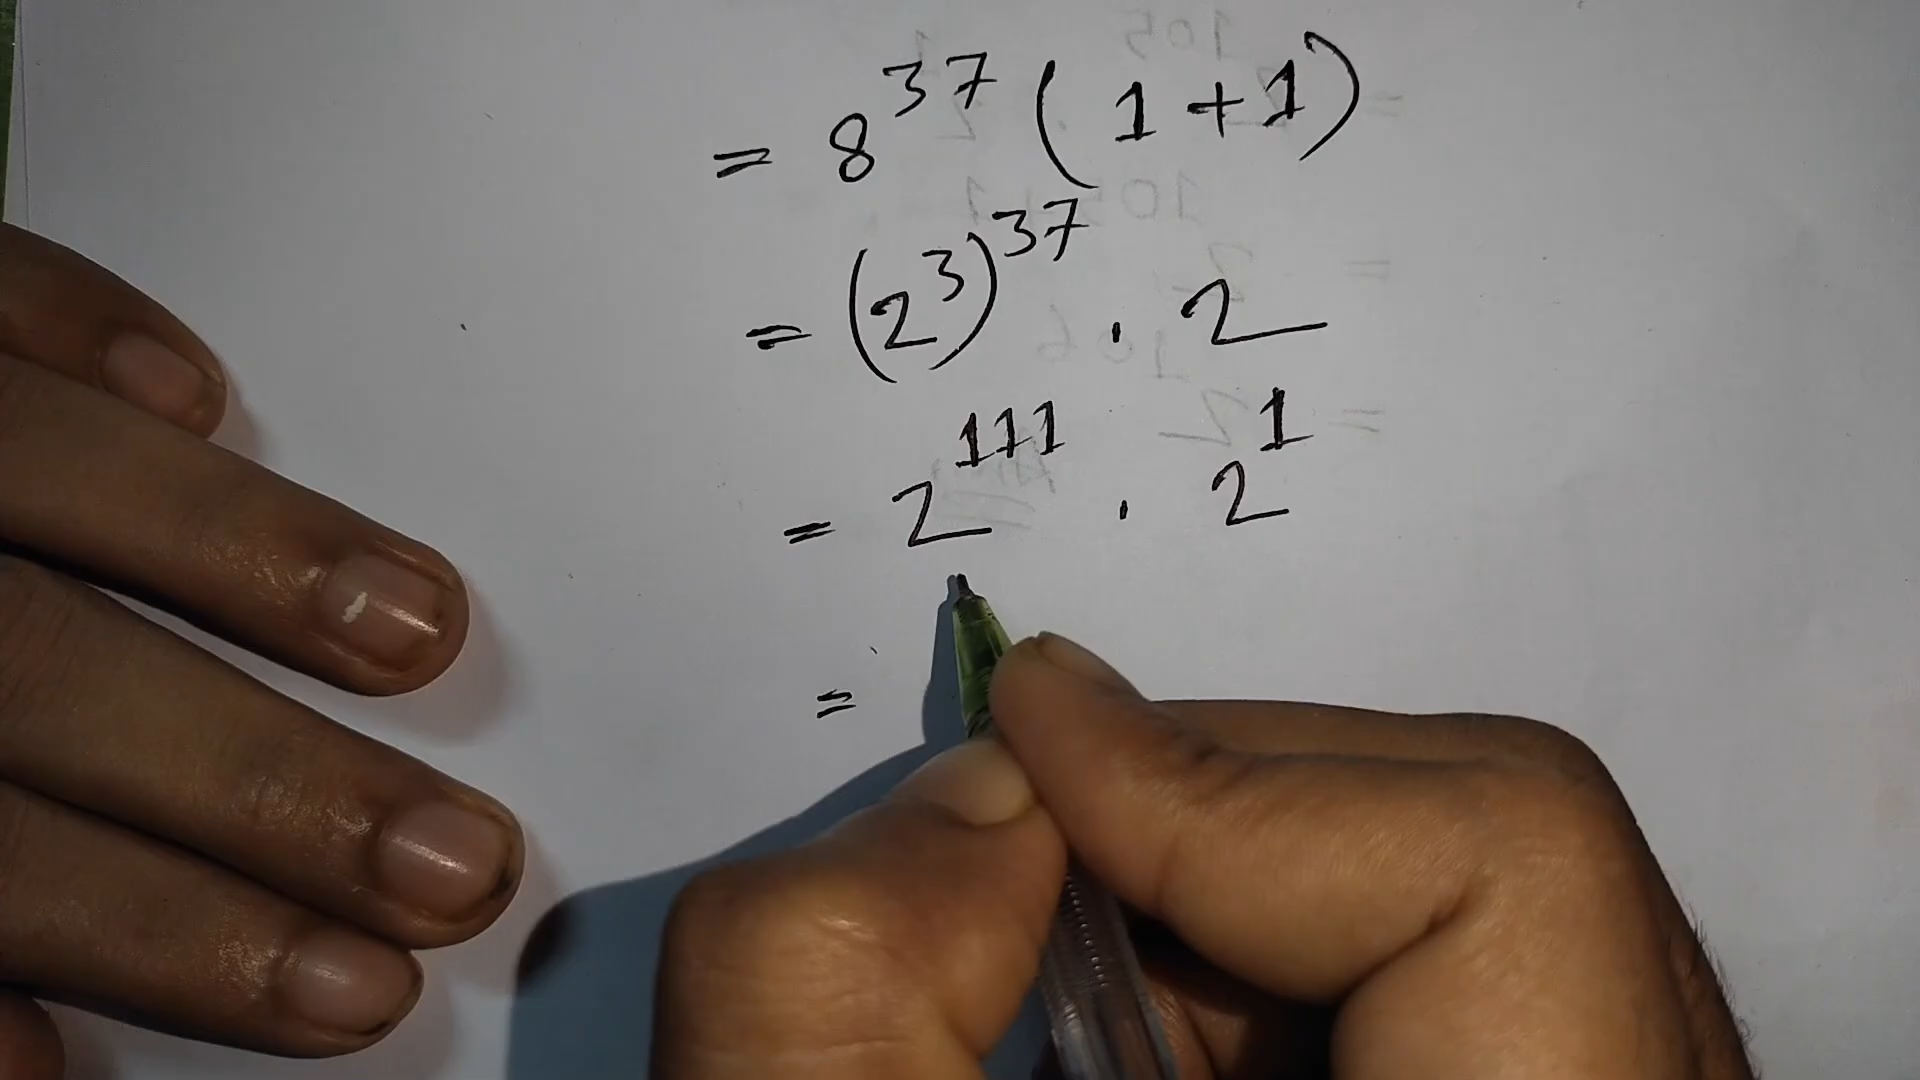 = 8^37 (1+1)
= (2^3)^37 . 2
= 2^111 . 2^1
=